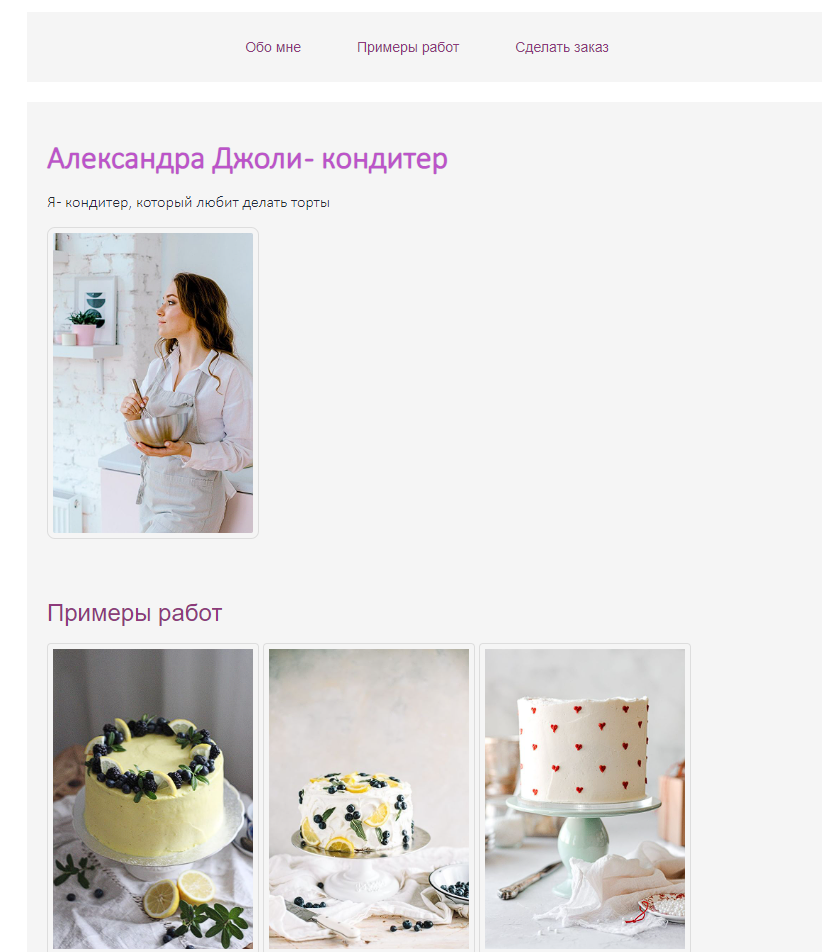 Обо мне Примеры работ Сделать заказ
Александра Джоли- кондитер
Я- кондитер, который любит делать торты
Примеры работ